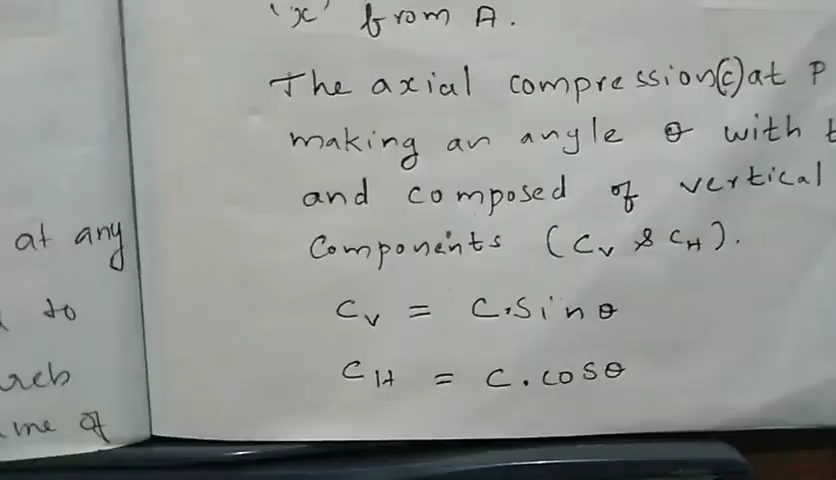 at any
to
me of
'x' from A.
The axial compression(C) at P
making an angle θ with
and composed of vertical
Components (Cv & CH).
Cv = C.Sinθ
CH = C.cosθ